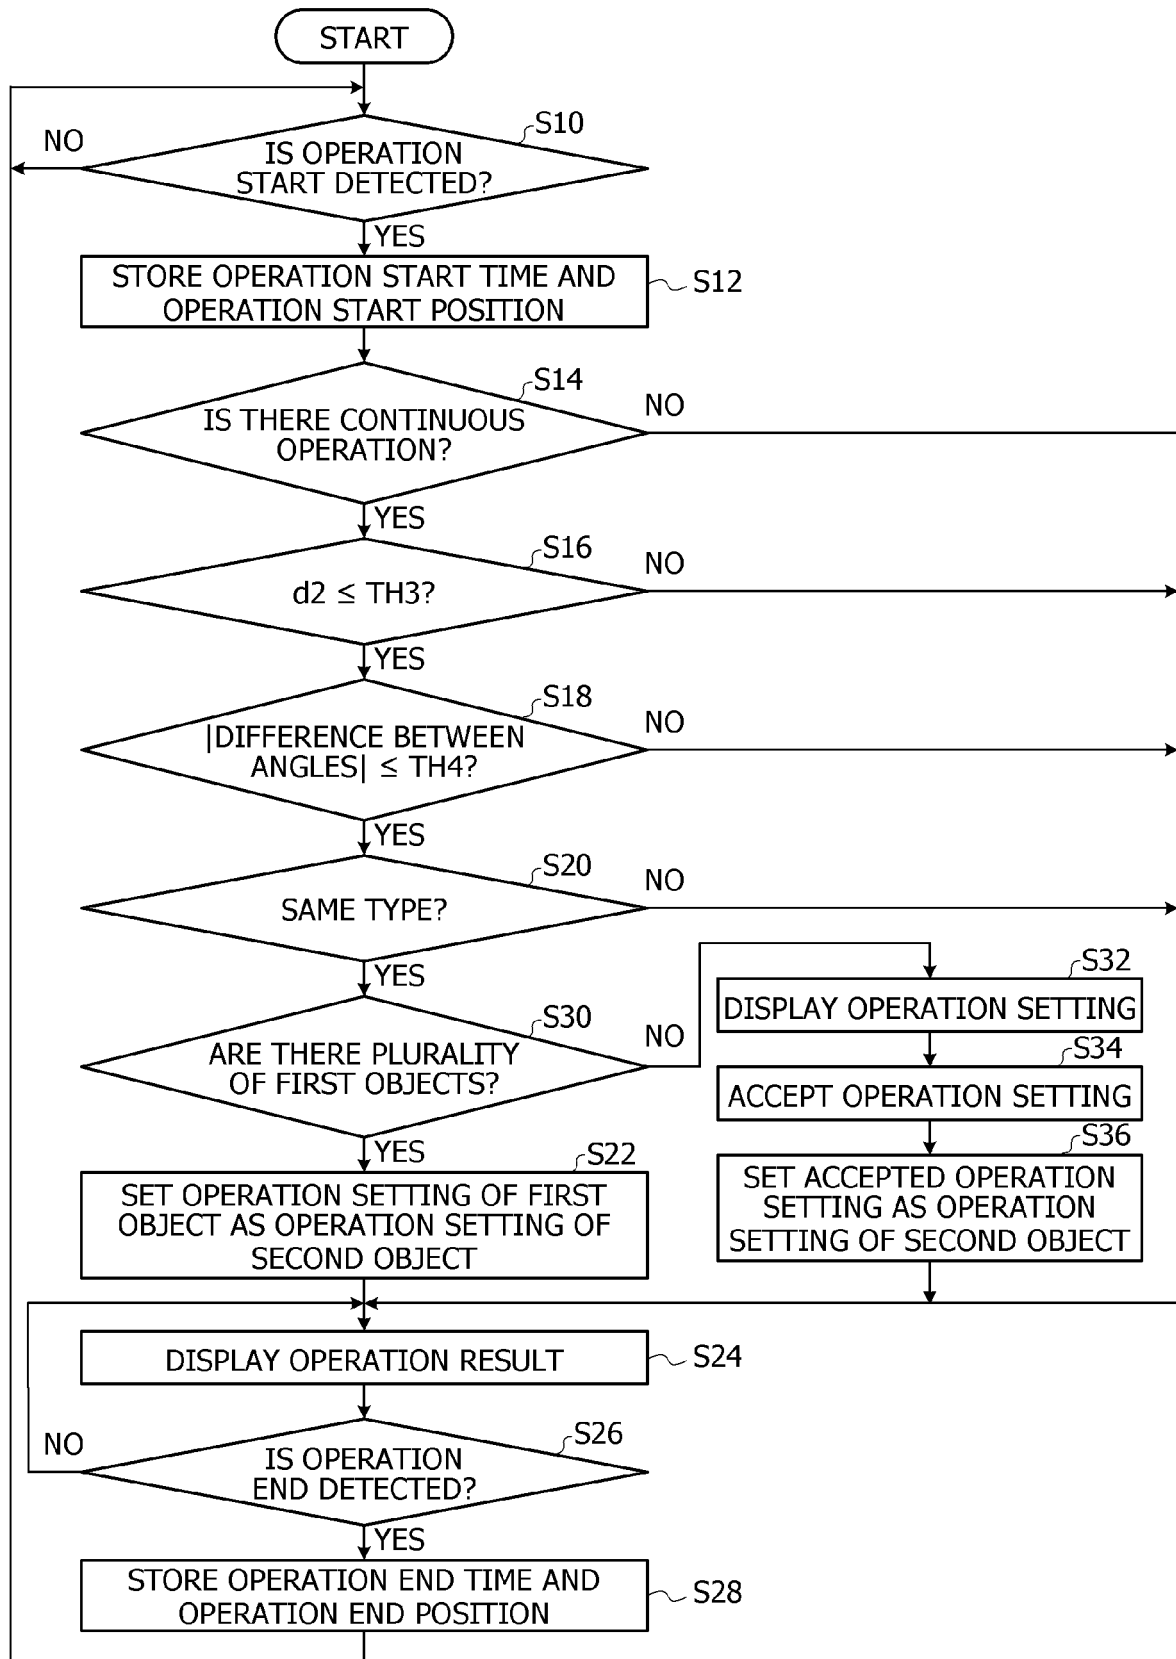 START
S10
NO
IS OPERATION
START DETECTED?
YES
STORE OPERATION START TIME AND
OPERATION START POSITION
S12
S14
NO
IS THERE CONTINUOUS
OPERATION?
YES
S16
NO
d2 ≤ TH3?
YES
S18
NO
|DIFFERENCE BETWEEN
ANGLES| ≤ TH4?
YES
S20
NO
SAME TYPE?
YES
S30
NO
ARE THERE PLURALITY
OF FIRST OBJECTS?
YES
S32
DISPLAY OPERATION SETTING
S34
ACCEPT OPERATION SETTING
S36
SET ACCEPTED OPERATION
SETTING AS OPERATION
SETTING OF SECOND OBJECT
S22
SET OPERATION SETTING OF FIRST
OBJECT AS OPERATION SETTING OF
SECOND OBJECT
DISPLAY OPERATION RESULT
S24
S26
NO
IS OPERATION
END DETECTED?
YES
STORE OPERATION END TIME AND
OPERATION END POSITION
S28